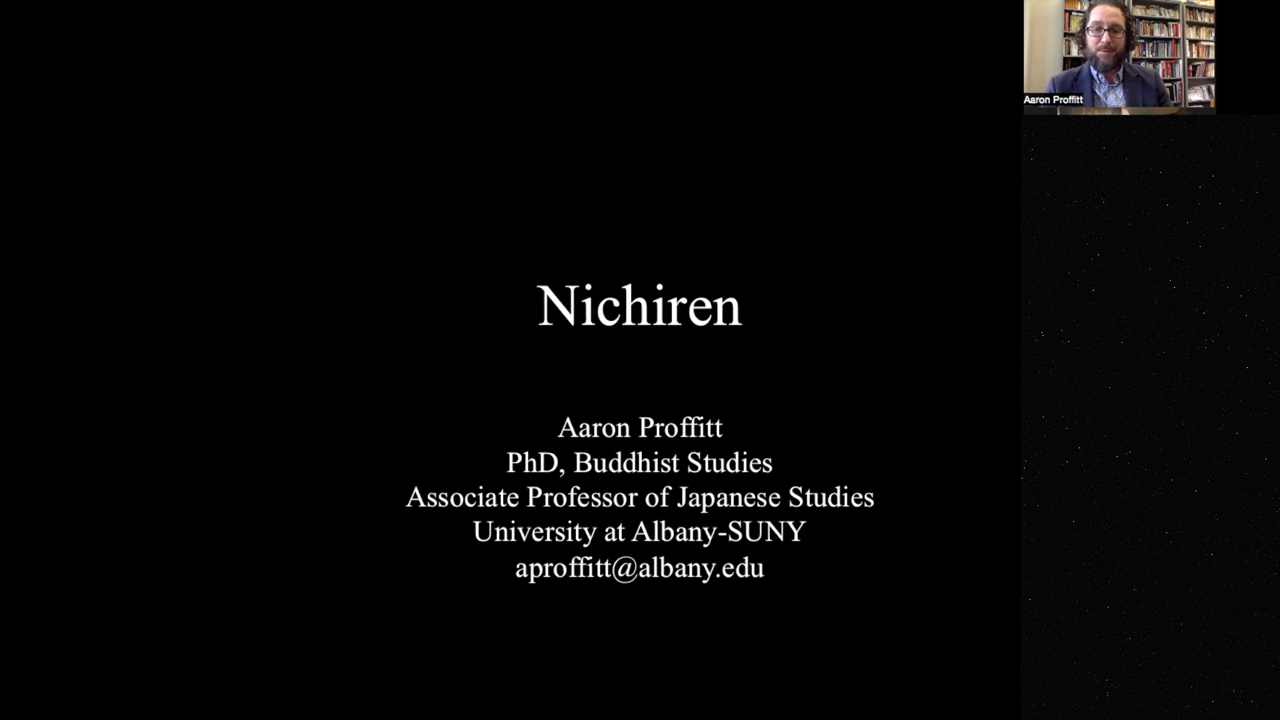 Nichiren
Aaron Proffitt
PhD, Buddhist Studies
Associate Professor of Japanese Studies
University at Albany-SUNY
aproffitt@albany.edu
Aaron Proffitt